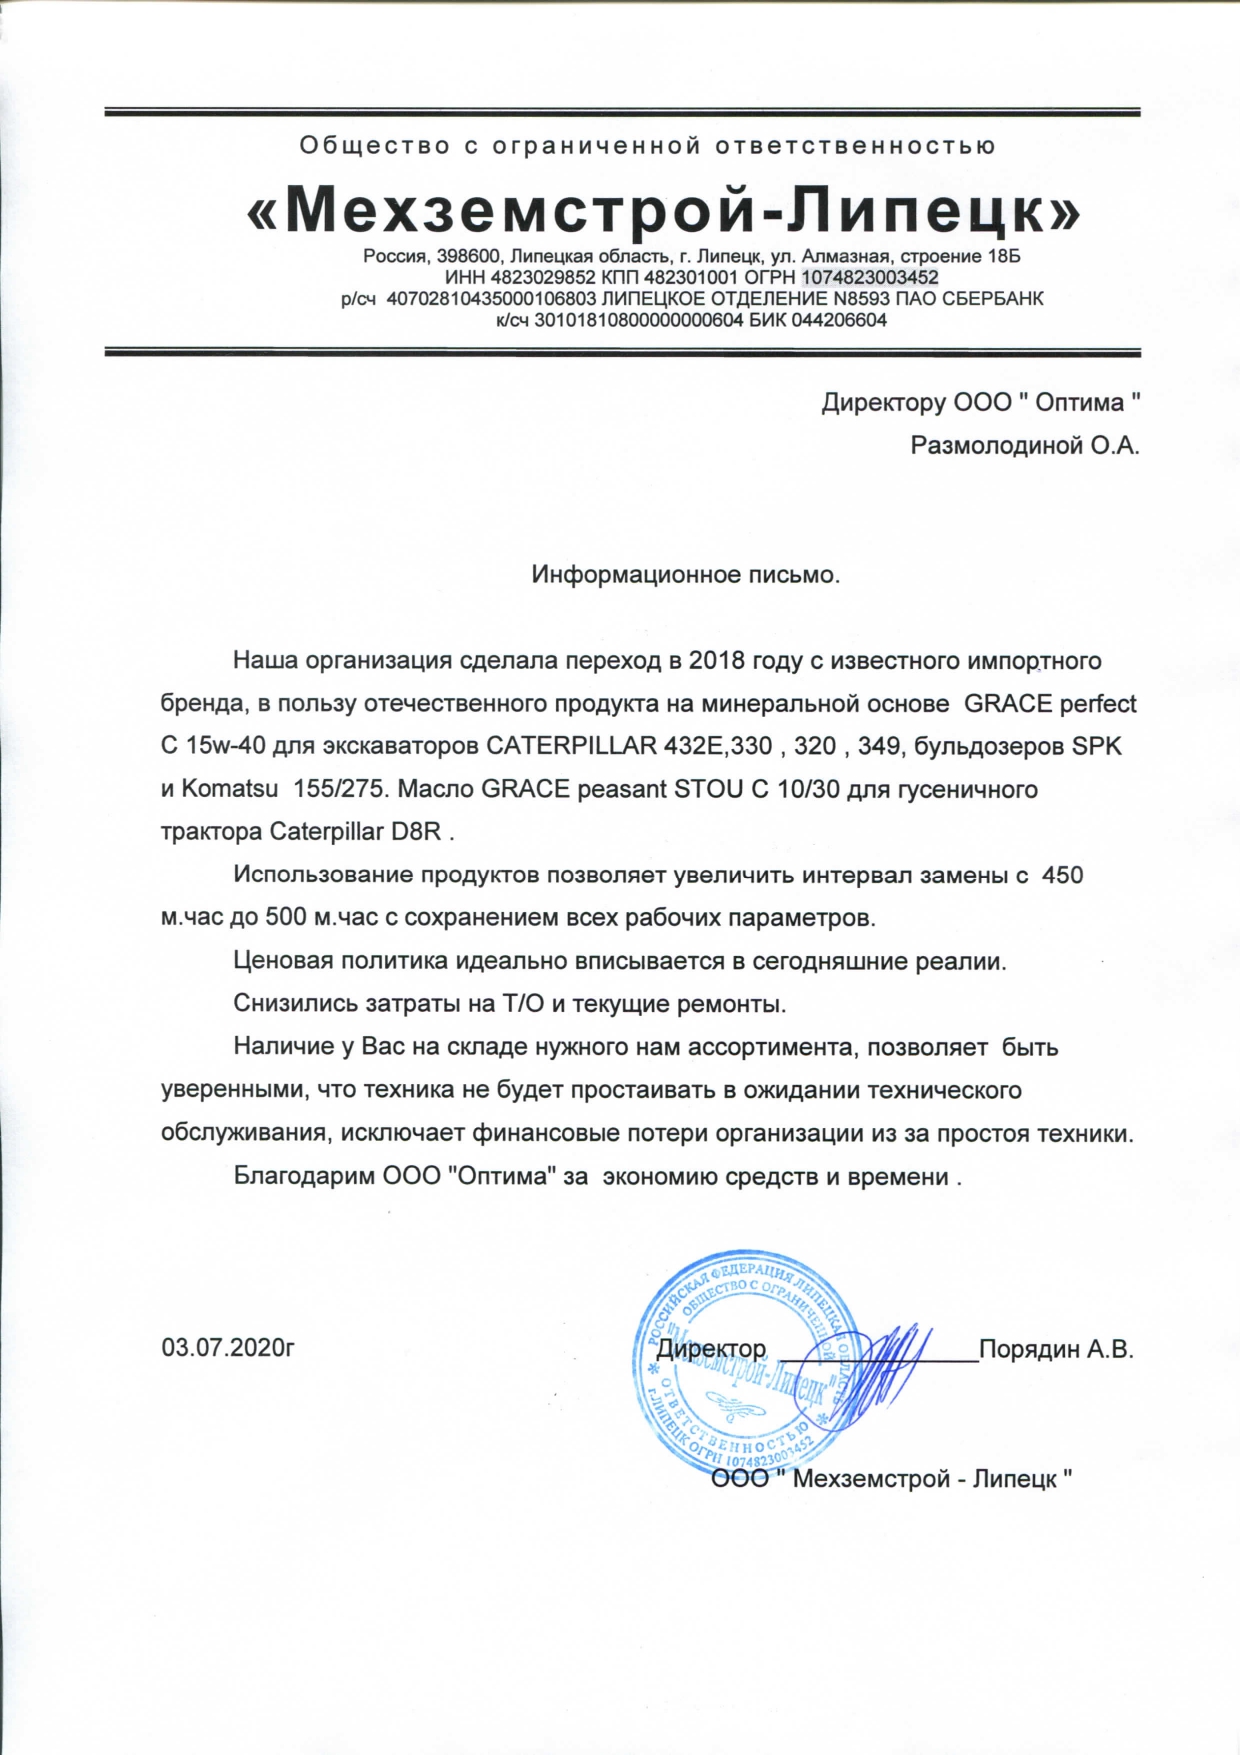 Общество с ограниченной ответственностью
«Мехземстрой-Липецк»
Россия, 398600, Липецкая область, г. Липецк, ул. Алмазная, строение 18Б
ИНН 4823029852 КПП 482301001 ОГРН 1074823003452
р/сч 40702810435000106803 ЛИПЕЦКОЕ ОТДЕЛЕНИЕ N8593 ПАО СБЕРБАНК
к/сч 30101810800000000604 БИК 044206604
Директору ООО " Оптима "
Размолодиной О.А.
Информационное письмо.
Наша организация сделала переход в 2018 году с известного импортного
бренда, в пользу отечественного продукта на минеральной основе GRACE perfect
C 15w-40 для экскаваторов CATERPILLAR 432E,330 , 320 , 349, бульдозеров SPK
и Komatsu 155/275. Масло GRACE peasant STOU C 10/30 для гусеничного
трактора Caterpillar D8R .
Использование продуктов позволяет увеличить интервал замены с 450
м.час до 500 м.час с сохранением всех рабочих параметров.
Ценовая политика идеально вписывается в сегодняшние реалии.
Снизились затраты на Т/О и текущие ремонты.
Наличие у Вас на складе нужного нам ассортимента, позволяет быть
уверенными, что техника не будет простаивать в ожидании технического
обслуживания, исключает финансовые потери организации из за простоя техники.
Благодарим ООО "Оптима" за экономию средств и времени .
03.07.2020г Директор Порядин А.В.
РОССИЙСКАЯ ФЕДЕРАЦИЯ ЛИПЕЦКАЯ ОБЛАСТЬ
г.ЛИПЕЦК ОГРН 1074823003452
ОБЩЕСТВО С ОГРАНИЧЕННОЙ
ОТВЕТСТВЕННОСТЬЮ
"Мехземстрой-Липецк"
ООО " Мехземстрой - Липецк "